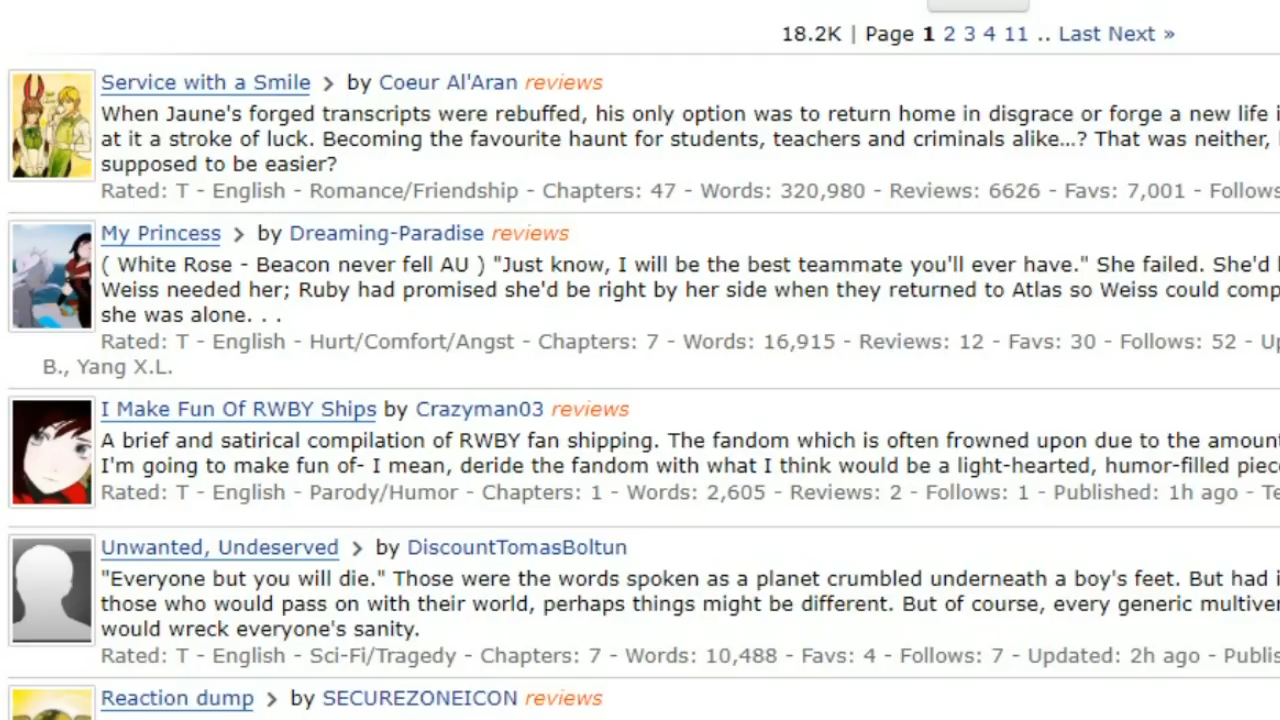 18.2K | Page 1 2 3 4 11 .. Last Next »
Service with a Smile > by Coeur Al'Aran reviews
When Jaune's forged transcripts were rebuffed, his only option was to return home in disgrace or forge a new life i
at it a stroke of luck. Becoming the favourite haunt for students, teachers and criminals alike...? That was neither,
supposed to be easier?
Rated: T - English - Romance/Friendship - Chapters: 47 - Words: 320,980 - Reviews: 6626 - Favs: 7,001 - Follows
My Princess > by Dreaming-Paradise reviews
( White Rose - Beacon never fell AU ) "Just know, I will be the best teammate you'll ever have." She failed. She'd
Weiss needed her; Ruby had promised she'd be right by her side when they returned to Atlas so Weiss could comp
she was alone. . .
Rated: T - English - Hurt/Comfort/Angst - Chapters: 7 - Words: 16,915 - Reviews: 12 - Favs: 30 - Follows: 52 - Up
B., Yang X.L.
I Make Fun Of RWBY Ships by Crazyman03 reviews
A brief and satirical compilation of RWBY fan shipping. The fandom which is often frowned upon due to the amoun
I'm going to make fun of- I mean, deride the fandom with what I think would be a light-hearted, humor-filled piec
Rated: T - English - Parody/Humor - Chapters: 1 - Words: 2,605 - Reviews: 2 - Follows: 1 - Published: 1h ago - Te
Unwanted, Undeserved > by DiscountTomasBoltun
"Everyone but you will die." Those were the words spoken as a planet crumbled underneath a boy's feet. But had i
those who would pass on with their world, perhaps things might be different. But of course, every generic multiver
would wreck everyone's sanity.
Rated: T - English - Sci-Fi/Tragedy - Chapters: 7 - Words: 10,488 - Favs: 4 - Follows: 7 - Updated: 2h ago - Publis
Reaction dump > by SECUREZONEICON reviews